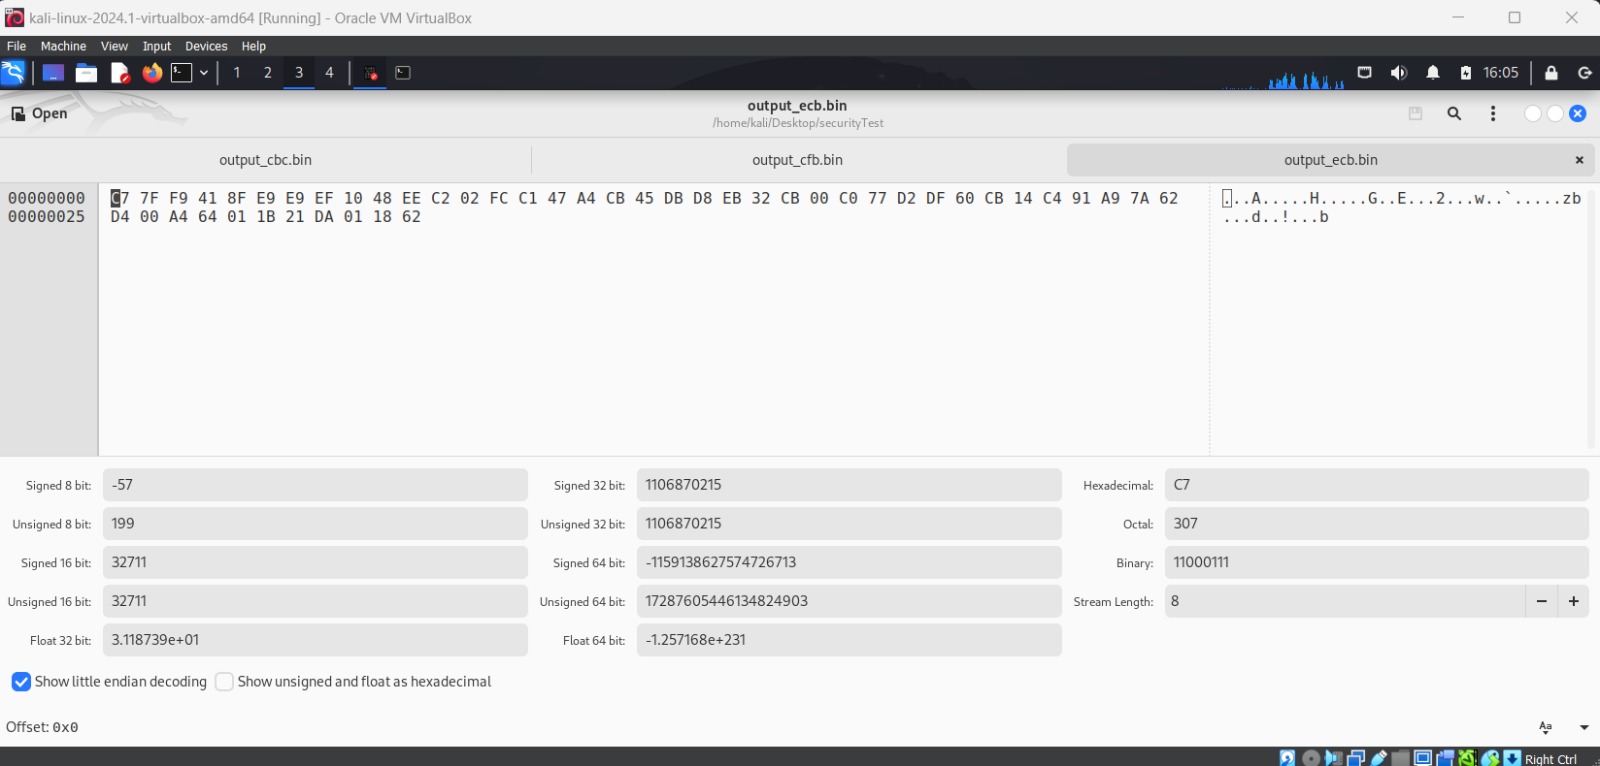 kali-linux-2024.1-virtualbox-amd64 [Running] - Oracle VM VirtualBox
File Machine View Input Devices Help
1 2 3 4 16:05
Open
output_ecb.bin
/home/kali/Desktop/securityTest
output_cbc.bin output_cfb.bin output_ecb.bin
00000000 C7 7F F9 41 8F E9 E9 EF 10 48 EE C2 02 FC C1 47 A4 CB 45 DB D8 EB 32 CB 00 C0 77 D2 DF 60 CB 14 C4 91 A9 7A 62 ...A.....H.....G..E...2...w..`.....zb
00000025 D4 00 A4 64 01 1B 21 DA 01 18 62 ...d..!...b
Signed 8 bit: -57 Signed 32 bit: 1106870215 Hexadecimal: C7
Unsigned 8 bit: 199 Unsigned 32 bit: 1106870215 Octal: 307
Signed 16 bit: 32711 Signed 64 bit: -1159138627574726713 Binary: 11000111
Unsigned 16 bit: 32711 Unsigned 64 bit: 17287605446134824903 Stream Length: 8 − +
Float 32 bit: 3.118739e+01 Float 64 bit: -1.257168e+231
Show little endian decoding Show unsigned and float as hexadecimal
Offset: 0x0 Aa
Right Ctrl